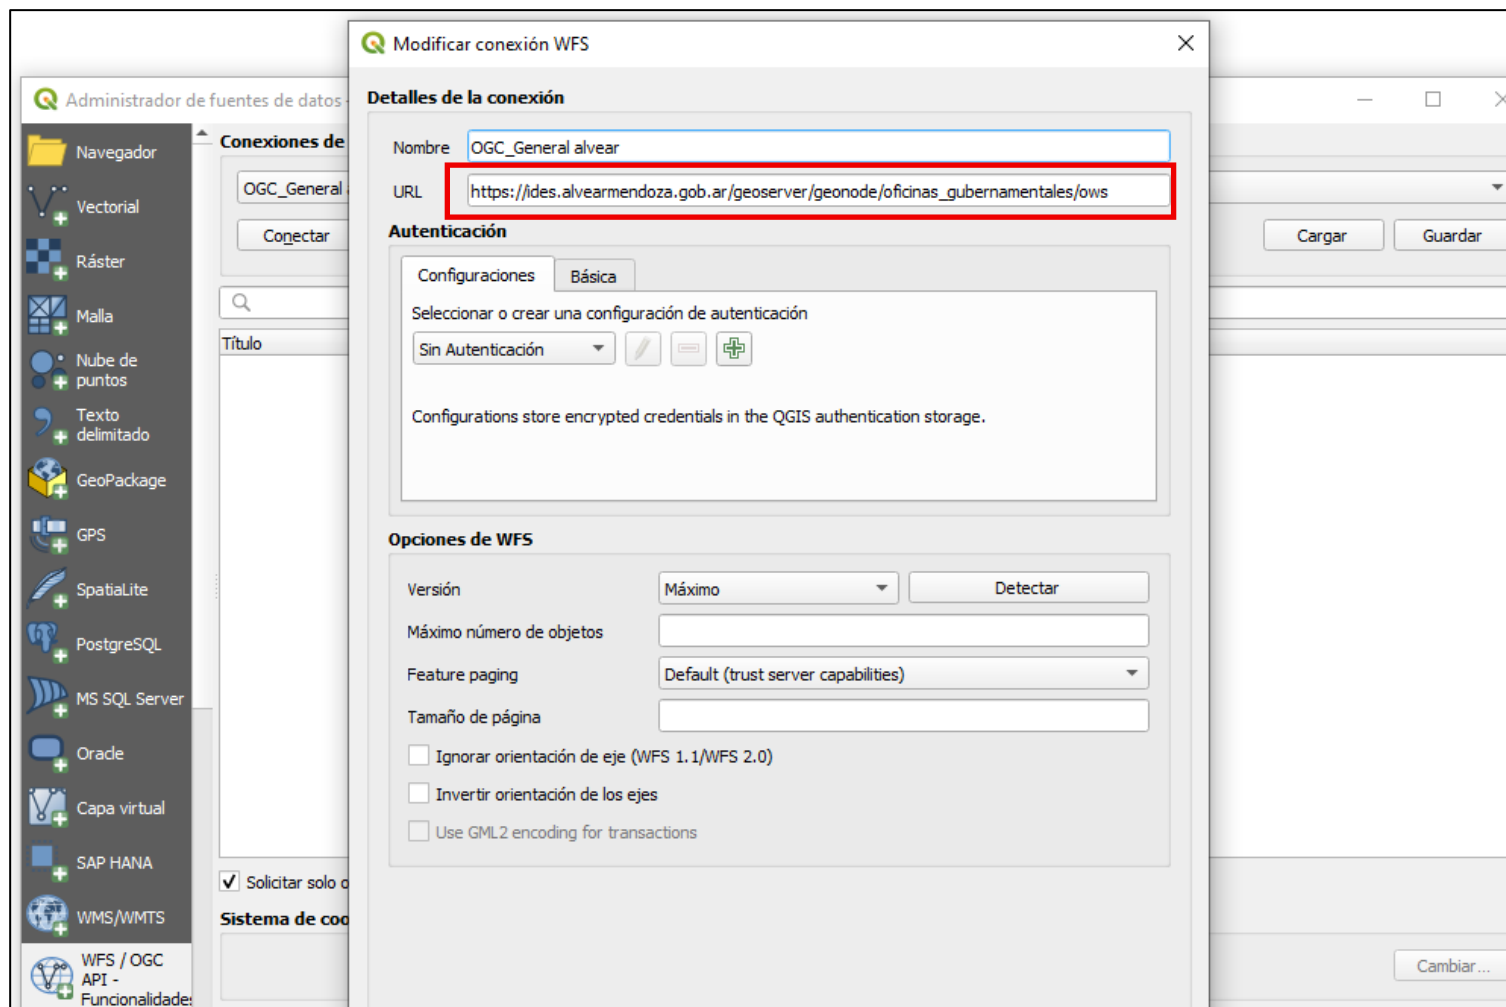 Modificar conexión WFS
Administrador de fuentes de datos -
Detalles de la conexión
Navegador
Conexiones de
Nombre
OGC_General alvear
Vectorial
OGC_General
URL
https://ides.alvearmendoza.gob.ar/geoserver/geonode/oficinas_gubernamentales/ows
Conectar
Autenticación
Cargar
Guardar
Ráster
Configuraciones
Básica
Malla
Seleccionar o crear una configuración de autenticación
Título
Sin Autenticación
Nube de
puntos
Texto
delimitado
Configurations store encrypted credentials in the QGIS authentication storage.
GeoPackage
GPS
Opciones de WFS
SpatiaLite
Versión
Máximo
Detectar
PostgreSQL
Máximo número de objetos
Feature paging
Default (trust server capabilities)
MS SQL Server
Tamaño de página
Oracle
Ignorar orientación de eje (WFS 1.1/WFS 2.0)
Capa virtual
Invertir orientación de los ejes
Use GML2 encoding for transactions
SAP HANA
Solicitar solo o
WMS/WMTS
Sistema de coo
WFS / OGC
API -
Funcionalidades
Cambiar...